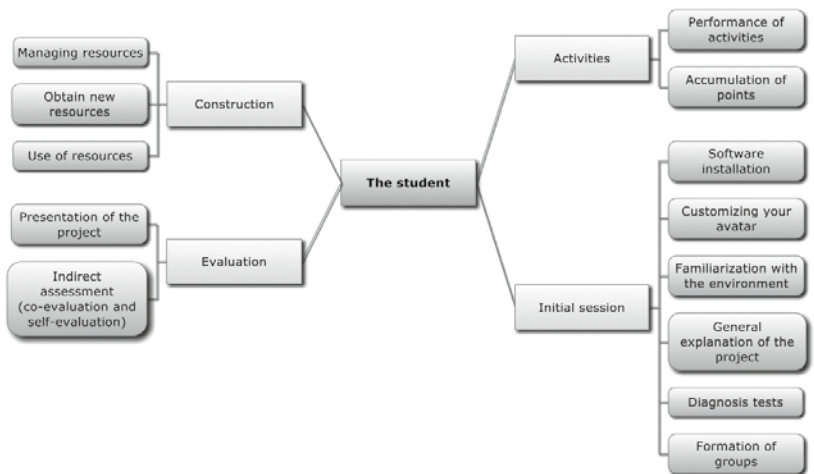 The student
Construction
Managing resources
Obtain new
resources
Use of resources
Evaluation
Presentation of the
project
Indirect
assessment
(co-evaluation and
self-evaluation)
Activities
Performance of
activities
Accumulation of
points
Initial session
Software
installation
Customizing your
avatar
Familiarization with
the environment
General
explanation of the
project
Diagnosis tests
Formation of
groups